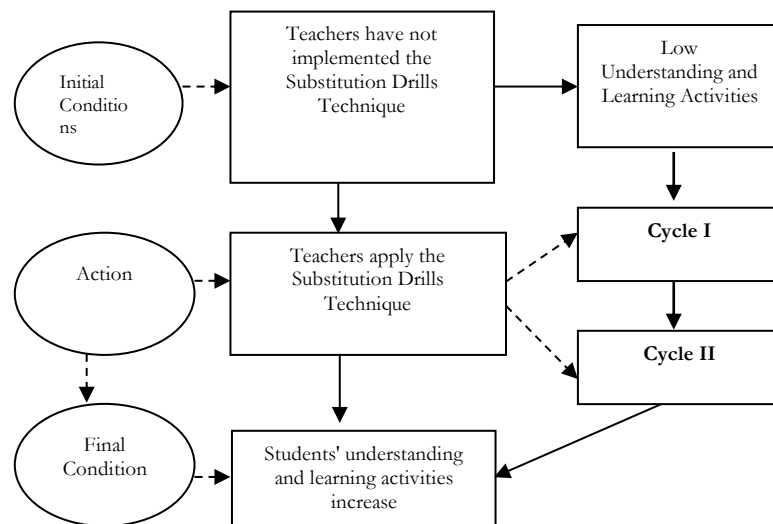 Initial
Conditio
ns
Teachers have not
implemented the
Substitution Drills
Technique
Low
Understanding and
Learning Activities
Action
Teachers apply the
Substitution Drills
Technique
Cycle I
Cycle II
Final
Condition
Students' understanding
and learning activities
increase